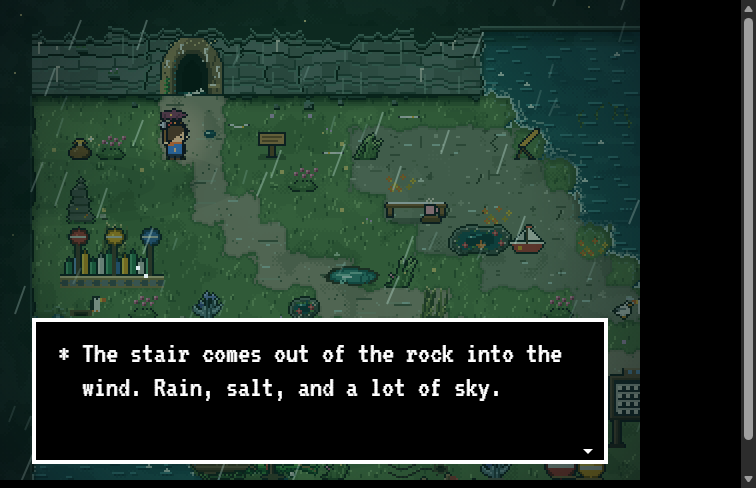 * The stair comes out of the rock into the
wind. Rain, salt, and a lot of sky.